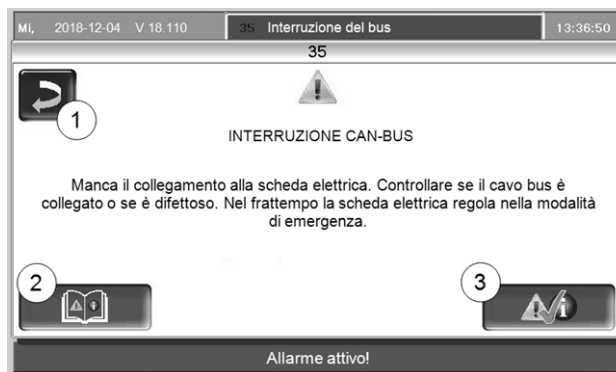 Mi, 2018-12-04 V 18.110 35 Interruzione del bus 13:36:50
35
1
INTERRUZIONE CAN-BUS
Manca il collegamento alla scheda elettrica. Controllare se il cavo bus è
collegato o se è difettoso. Nel frattempo la scheda elettrica regola nella modalità
di emergenza.
2
3
Allarme attivo!